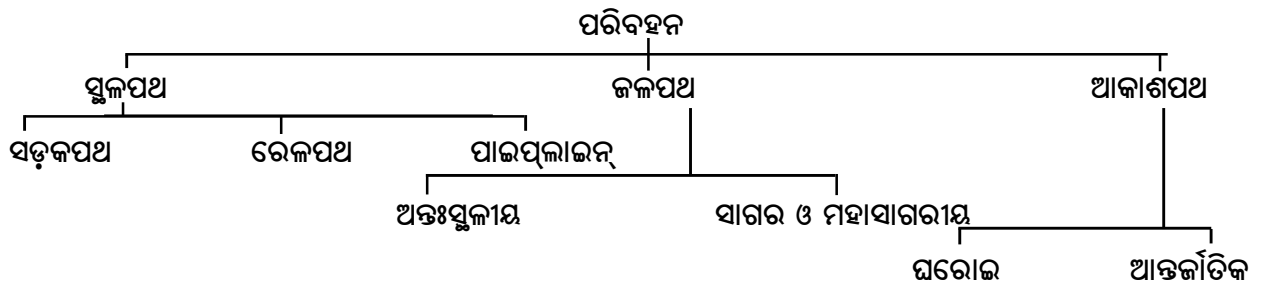 ପରିବହନ
ସ୍ଥଳପଥ ଜଳପଥ ଆକାଶପଥ
ସଡ଼କପଥ ରେଳପଥ ପାଇପ୍‌ଲାଇନ୍
ଅନ୍ତଃସ୍ଥଳୀୟ ସାଗର ଓ ମହାସାଗରୀୟ
ଘରୋଇ ଆନ୍ତର୍ଜାତିକ